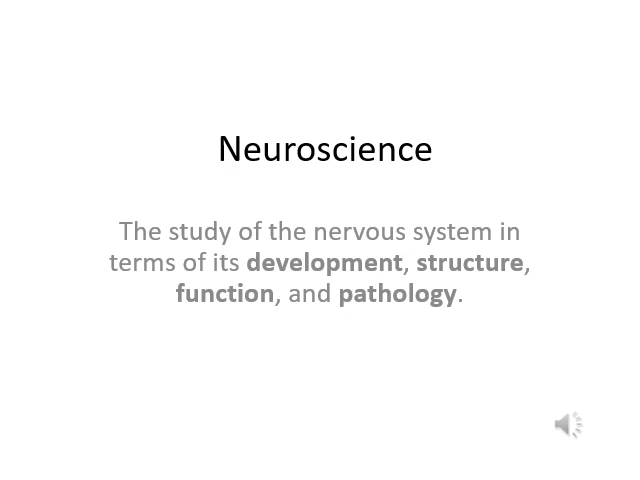 Neuroscience
The study of the nervous system in
terms of its development, structure,
function, and pathology.